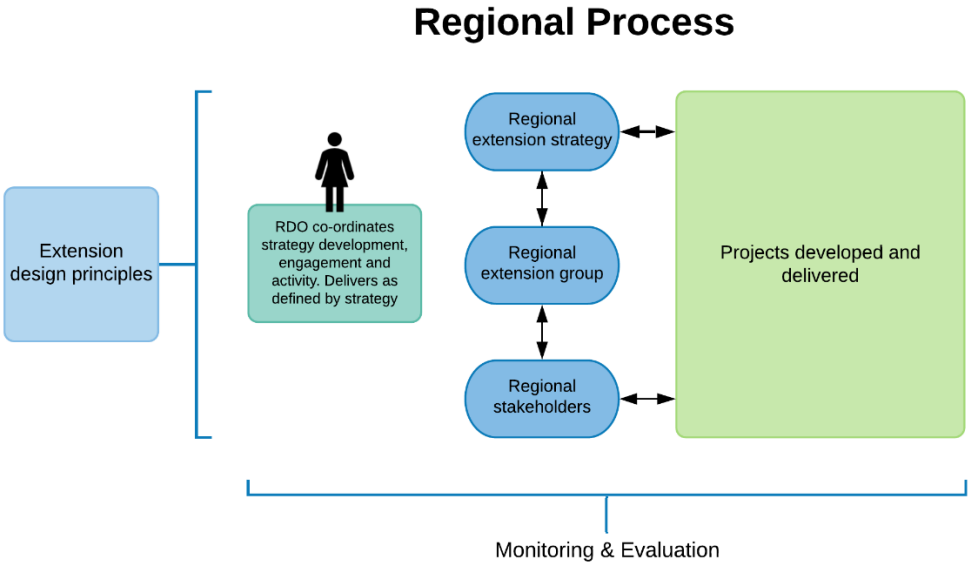 Regional Process
Extension
design principles
RDO co-ordinates
strategy development,
engagement and
activity. Delivers as
defined by strategy
Regional
extension strategy
Regional
extension group
Regional
stakeholders
Projects developed and
delivered
Monitoring & Evaluation